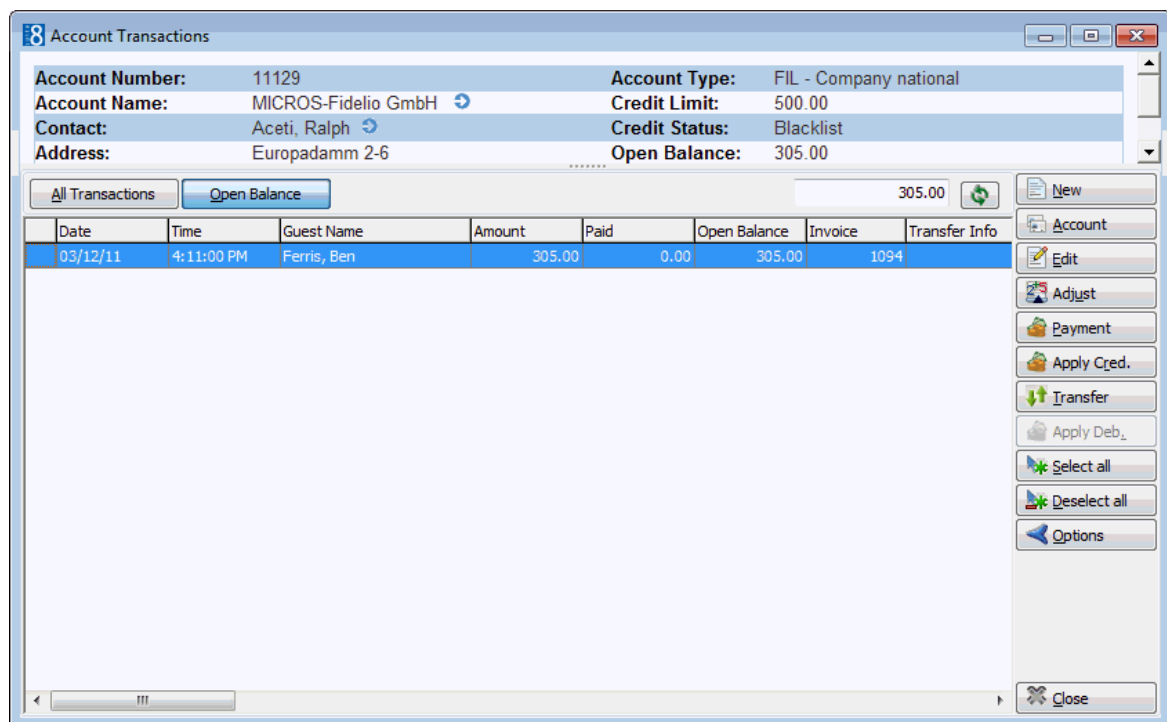 8 Account Transactions
Account Number: 11129 Account Type: FIL - Company national
Account Name: MICROS-Fidelio GmbH Credit Limit: 500.00
Contact: Aceti, Ralph Credit Status: Blacklist
Address: Europadamm 2-6 Open Balance: 305.00
All Transactions Open Balance 305.00
Date Time Guest Name Amount Paid Open Balance Invoice Transfer Info
03/12/11 4:11:00 PM Ferris, Ben 305.00 0.00 305.00 1094
New
Account
Edit
Adjust
Payment
Apply Cred.
Transfer
Apply Deb.
Select all
Deselect all
Options
Close